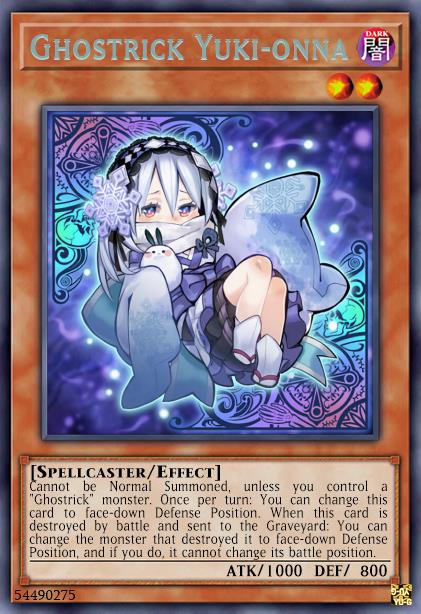 Ghostrick Yuki-onna
DARK
闇
[Spellcaster/Effect]
Cannot be Normal Summoned, unless you control a
"Ghostrick" monster. Once per turn: You can change this
card to face-down Defense Position. When this card is
destroyed by battle and sent to the Graveyard: You can
change the monster that destroyed it to face-down Defense
Position, and if you do, it cannot change its battle position.
ATK/1000 DEF/ 800
54490275